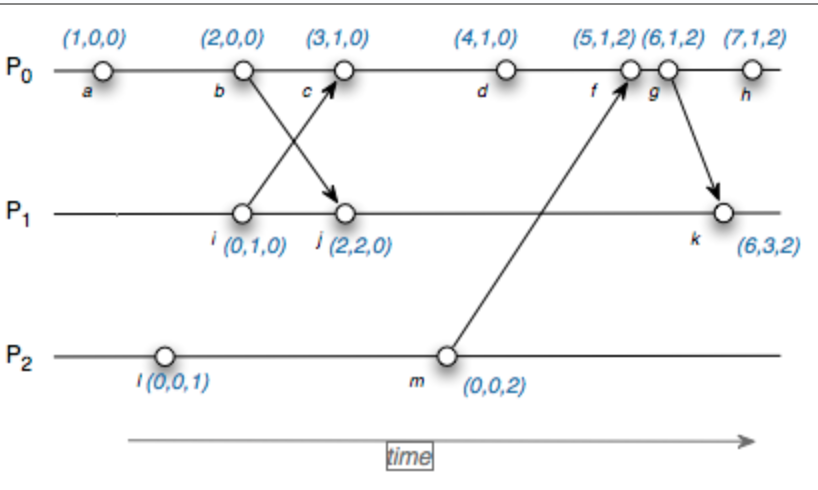 (1,0,0) (2,0,0) (3,1,0) (4,1,0) (5,1,2) (6,1,2) (7,1,2)
P0
a b c d f g h
P1
i (0,1,0) j (2,2,0) k (6,3,2)
P2
l (0,0,1) m (0,0,2)
time